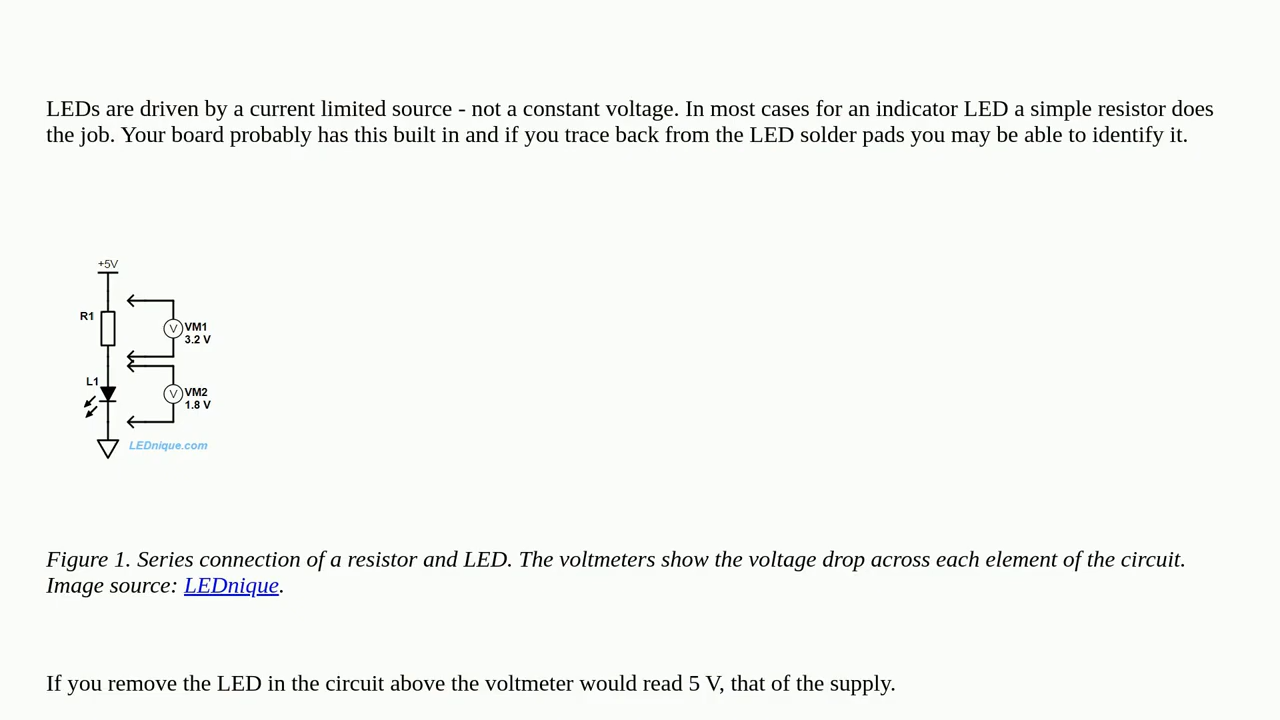 LEDs are driven by a current limited source - not a constant voltage. In most cases for an indicator LED a simple resistor does
the job. Your board probably has this built in and if you trace back from the LED solder pads you may be able to identify it.
+5V
R1
V
VM1
3.2 V
L1
V
VM2
1.8 V
LEDnique.com
Figure 1. Series connection of a resistor and LED. The voltmeters show the voltage drop across each element of the circuit.
Image source: LEDnique.
If you remove the LED in the circuit above the voltmeter would read 5 V, that of the supply.